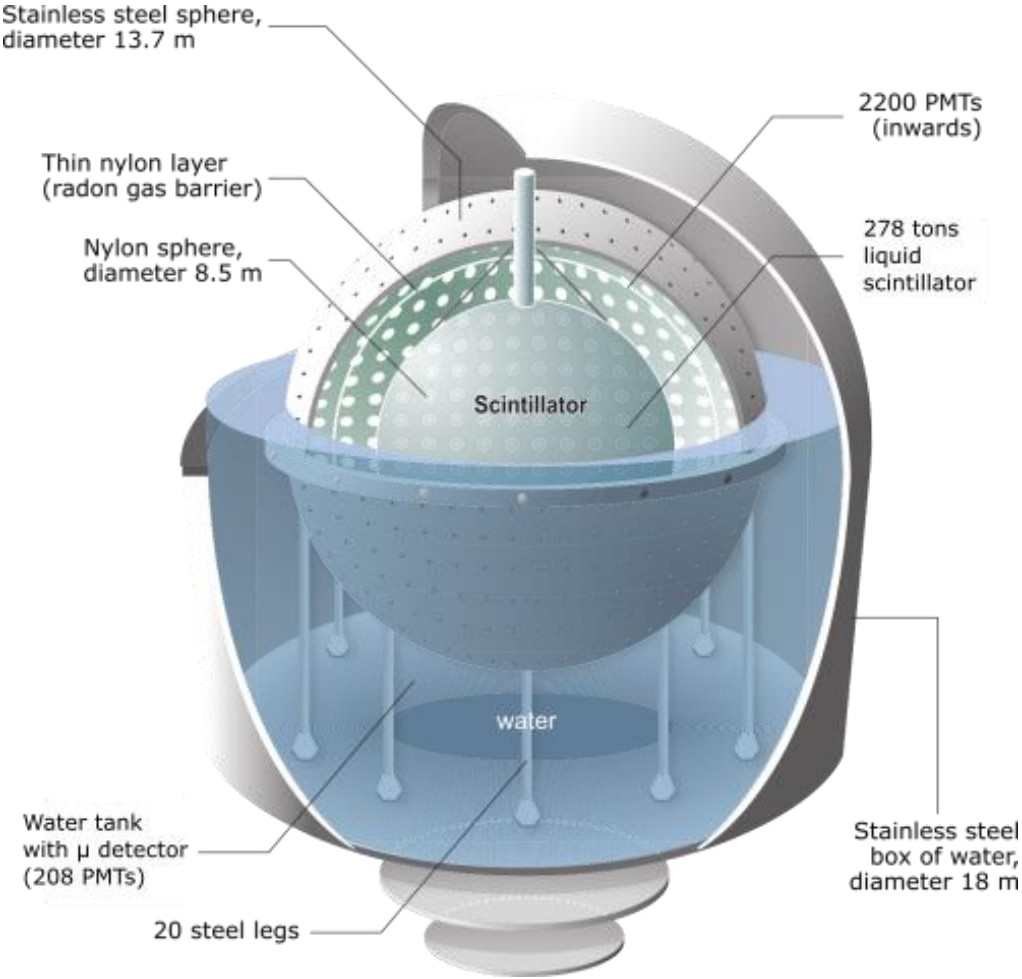 Stainless steel sphere,
diameter 13.7 m
2200 PMTs
(inwards)
Thin nylon layer
(radon gas barrier)
Nylon sphere,
diameter 8.5 m
278 tons
liquid
scintillator
Scintillator
water
Water tank
with μ detector
(208 PMTs)
Stainless steel
box of water,
diameter 18 m
20 steel legs